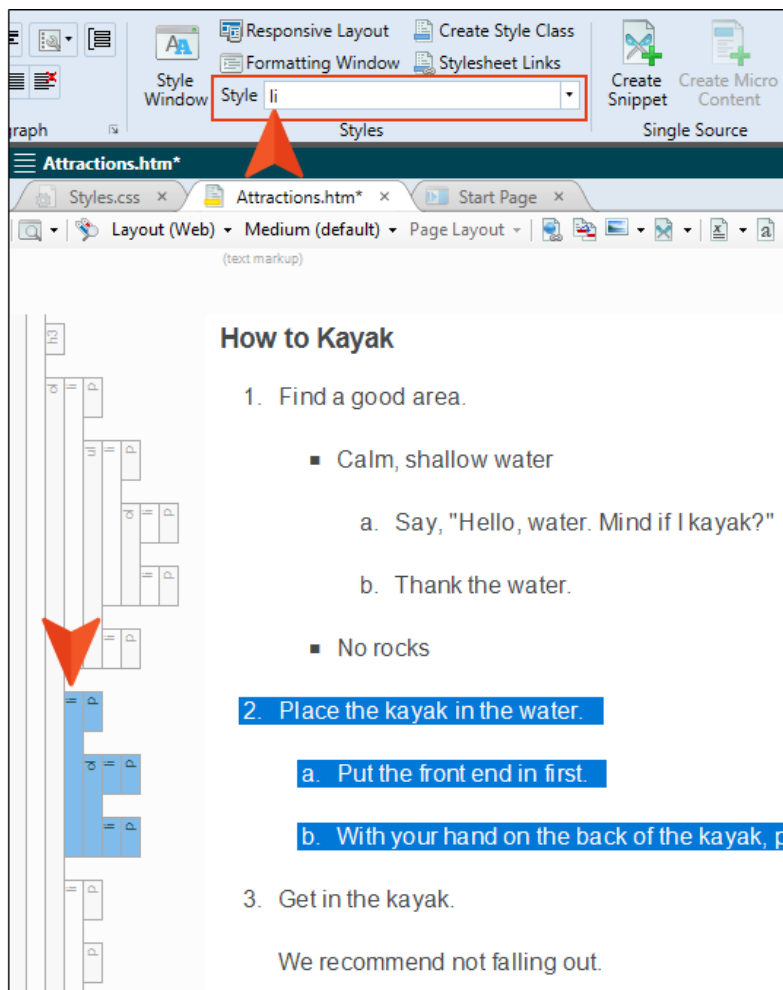 Responsive Layout Create Style Class
Formatting Window Stylesheet Links
Style Window
Style li
Create Snippet
Create Micro Content
raph Styles Single Source
Attractions.htm*
Styles.css × Attractions.htm* × Start Page ×
Layout (Web) Medium (default) Page Layout
(text markup)
How to Kayak
1. Find a good area.
■ Calm, shallow water
a. Say, "Hello, water. Mind if I kayak?"
b. Thank the water.
■ No rocks
2. Place the kayak in the water.
a. Put the front end in first.
b. With your hand on the back of the kayak, p
3. Get in the kayak.
We recommend not falling out.